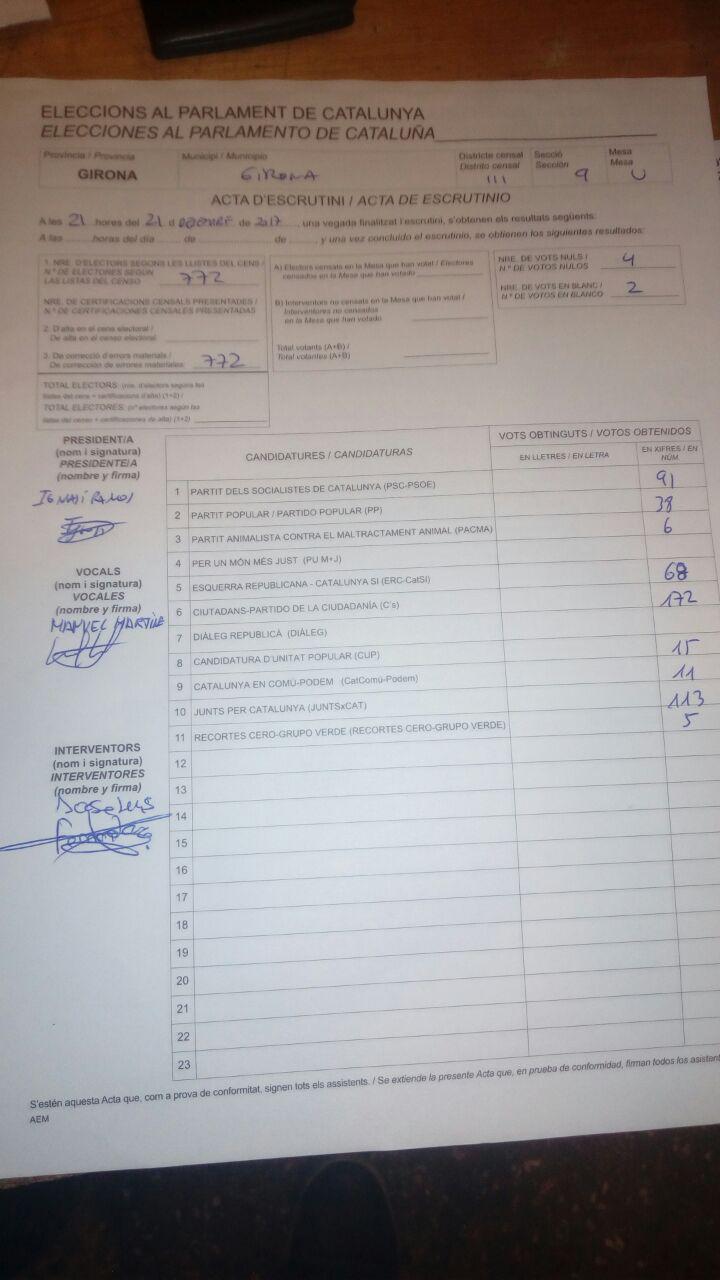 ELECCIONS AL PARLAMENT DE CATALUNYA
ELECCIONES AL PARLAMENTO DE CATALUÑA
Província / Provincia
GIRONA
Municipi / Municipio
GIRONA
Districte censal
Distrito censal
III
Secció
Sección
9
Mesa
Mesa
U
ACTA D'ESCRUTINI / ACTA DE ESCRUTINIO
A les 21 hores del 21 d de 2017, una vegada finalitzat l'escrutini, s'obtenen els resultats següents:
A las ........ horas del día ..... de ............ de ......., y una vez concluido el escrutinio, se obtienen los siguientes resultados:
1. NRE. D'ELECTORS SEGONS LES LLISTES DEL CENS /
N.º DE ELECTORES SEGÚN
LAS LISTAS DEL CENSO 772
NRE. DE CERTIFICACIONS CENSALS PRESENTADES /
N.º DE CERTIFICACIONES CENSALES PRESENTADAS
2. D'alta en el cens electoral /
De alta en el censo electoral
3. De correcció d'errors materials /
De corrección de errores materiales 772
TOTAL ELECTORS: (nre. d'electors segons les
llistes del cens + certificacions d'alta) (1+2) /
TOTAL ELECTORES: (nº electores según las
listas del censo + certificaciones de alta) (1+2)
A) Electors censats en la Mesa que han votat / Electores
censados en la Mesa que han votado
B) Interventors no censats en la Mesa que han votat /
Interventores no censados
en la Mesa que han votado
Total votants (A+B) /
Total votantes (A+B)
NRE. DE VOTS NULS /
N.º DE VOTOS NULOS 4
NRE. DE VOTS EN BLANC /
N.º DE VOTOS EN BLANCO 2
PRESIDENT/A
(nom i signatura)
PRESIDENTE/A
(nombre y firma)
VOCALS
(nom i signatura)
VOCALES
(nombre y firma)
MANUEL
INTERVENTORS
(nom i signatura)
INTERVENTORES
(nombre y firma)
CANDIDATURES / CANDIDATURAS
VOTS OBTINGUTS / VOTOS OBTENIDOS
EN LLETRES / EN LETRA
EN XIFRES / EN NÚM.
1 PARTIT DELS SOCIALISTES DE CATALUNYA (PSC-PSOE) 91
2 PARTIT POPULAR / PARTIDO POPULAR (PP) 38
3 PARTIT ANIMALISTA CONTRA EL MALTRACTAMENT ANIMAL (PACMA) 6
4 PER UN MÓN MÉS JUST (PU M+J)
5 ESQUERRA REPUBLICANA - CATALUNYA SI (ERC-CatSI) 68
6 CIUTADANS-PARTIDO DE LA CIUDADANÍA (C's) 172
7 DIÀLEG REPUBLICÀ (DIÀLEG)
8 CANDIDATURA D'UNITAT POPULAR (CUP) 15
9 CATALUNYA EN COMÚ-PODEM (CatComú-Podem) 11
10 JUNTS PER CATALUNYA (JUNTSxCAT) 113
11 RECORTES CERO-GRUPO VERDE (RECORTES CERO-GRUPO VERDE) 5
12
13
14
15
16
17
18
19
20
21
22
23
S'estén aquesta Acta que, com a prova de conformitat, signen tots els assistents. / Se extiende la presente Acta que, en prueba de conformidad, firman todos los asistent
AEM